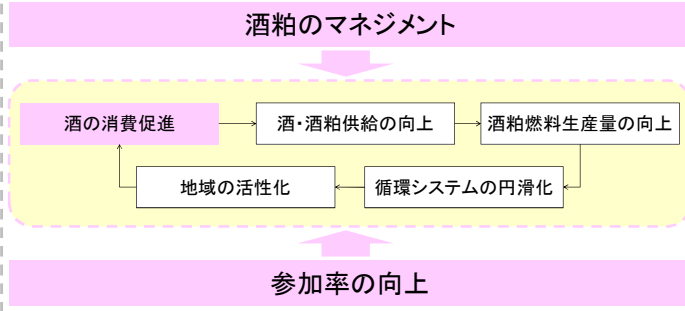 酒粕のマネジメント
酒の消費促進
酒・酒粕供給の向上
酒粕燃料生産量の向上
地域の活性化
循環システムの円滑化
参加率の向上